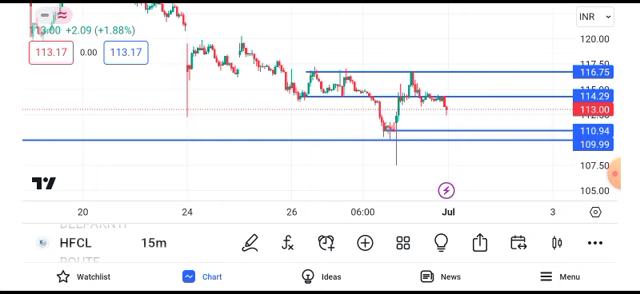 INR
113.00 +2.09 (+1.88%)
113.17 0.00 113.17
120.00
117.50
116.75
115.00
114.29
113.00
112.50
110.94
109.99
107.50
105.00
20 24 26 06:00 Jul 3
HFCL 15m
ROUTE
Watchlist Chart Ideas News Menu